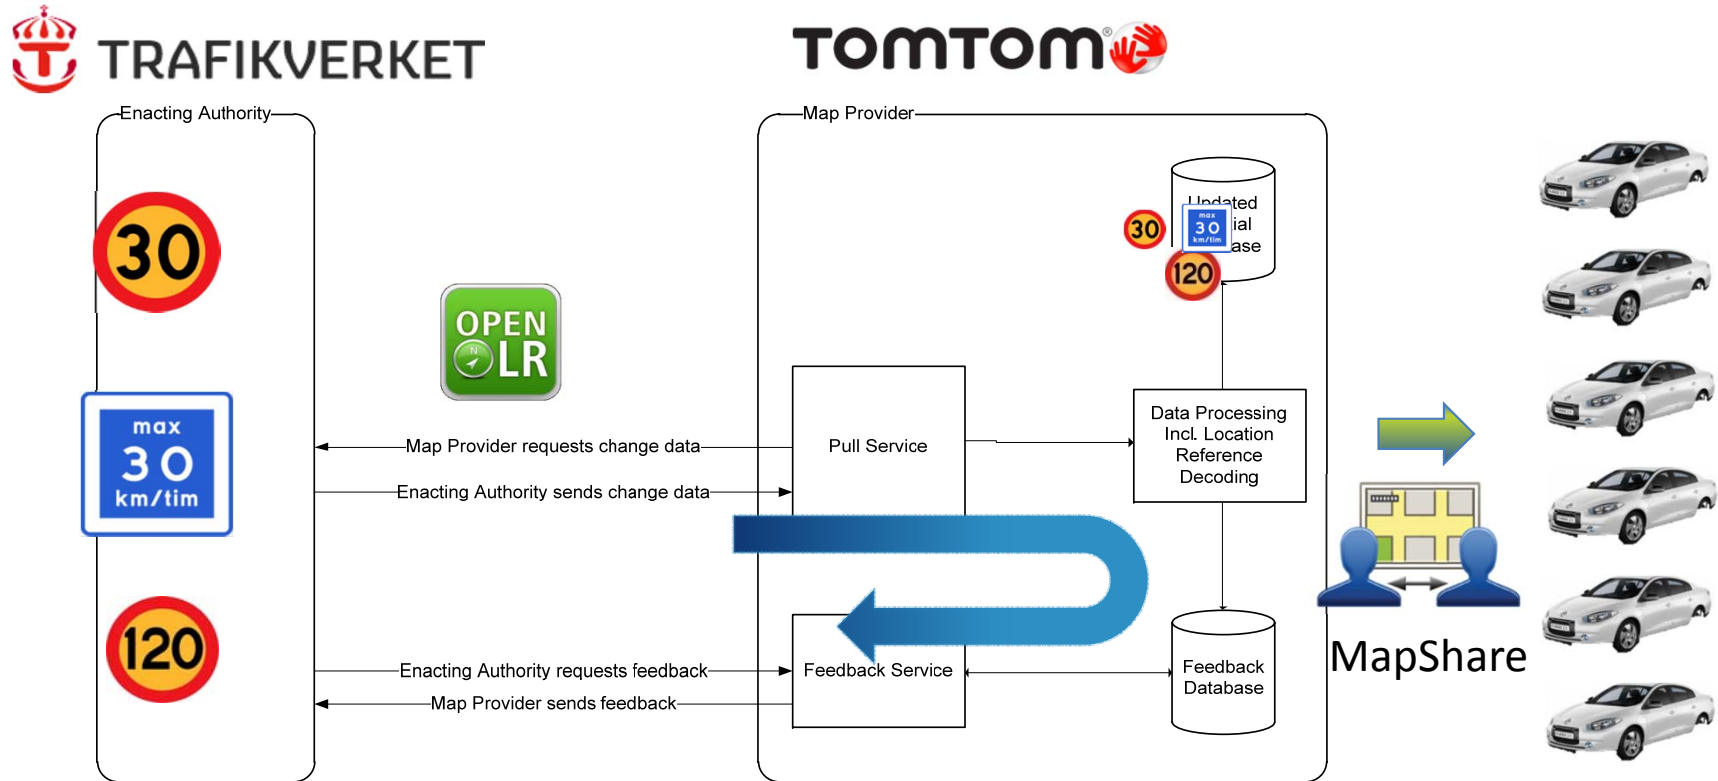 TRAFIKVERKET
TOMTOM®
Enacting Authority
Map Provider
30
max
30
km/tim
120
OPEN
N
LR
Map Provider requests change data
Enacting Authority sends change data
Enacting Authority requests feedback
Map Provider sends feedback
Updated
30
max
30
km/tim
120
Pull Service
Data Processing
Incl. Location
Reference
Decoding
Feedback Service
Feedback
Database
MapShare